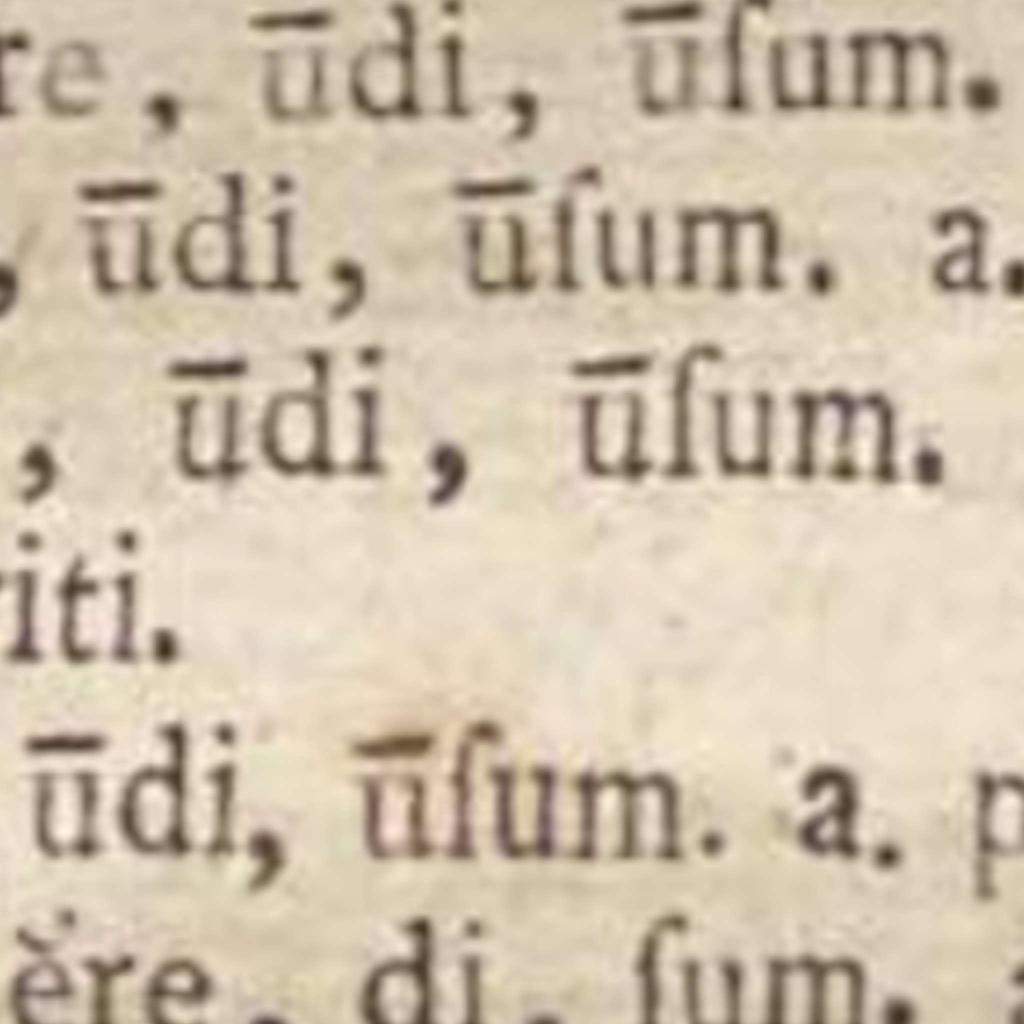 re, ūdi, ūſum.
, ūdi, ūſum. a.
, ūdi, ūſum.
iti.
ūdi, ūſum. a. p
ĕre, di, ſum.